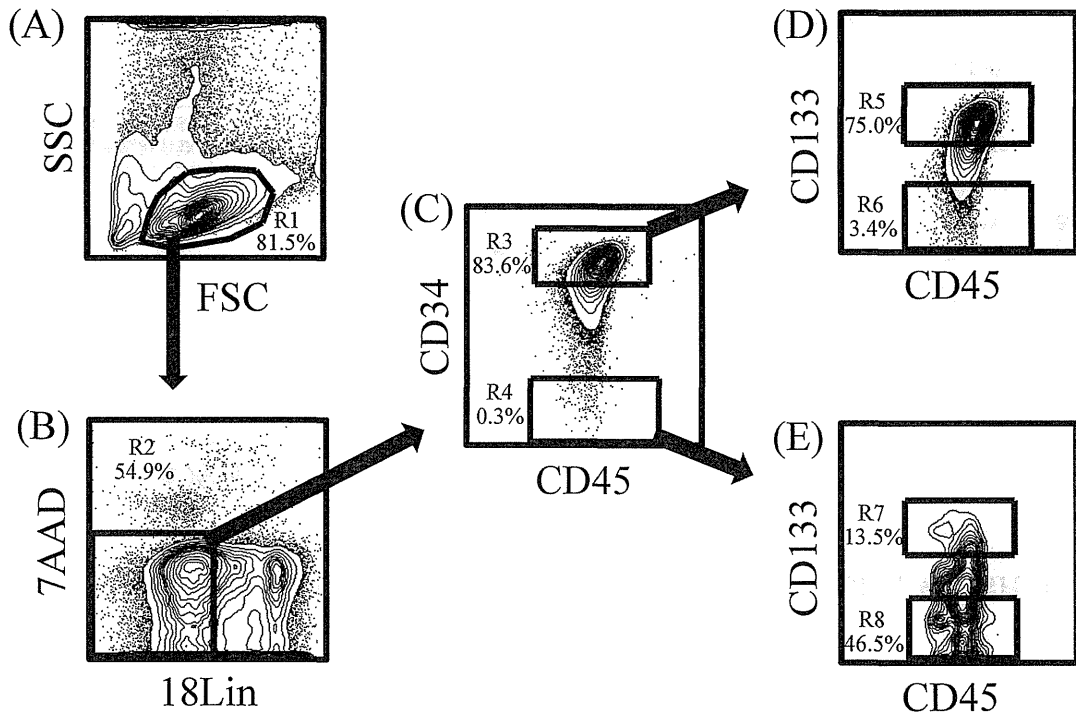 (A)
SSC
R1
81.5%
FSC
(B)
7AAD
R2
54.9%
18Lin
(C)
CD34
R3
83.6%
R4
0.3%
CD45
(D)
CD133
R5
75.0%
R6
3.4%
CD45
(E)
CD133
R7
13.5%
R8
46.5%
CD45